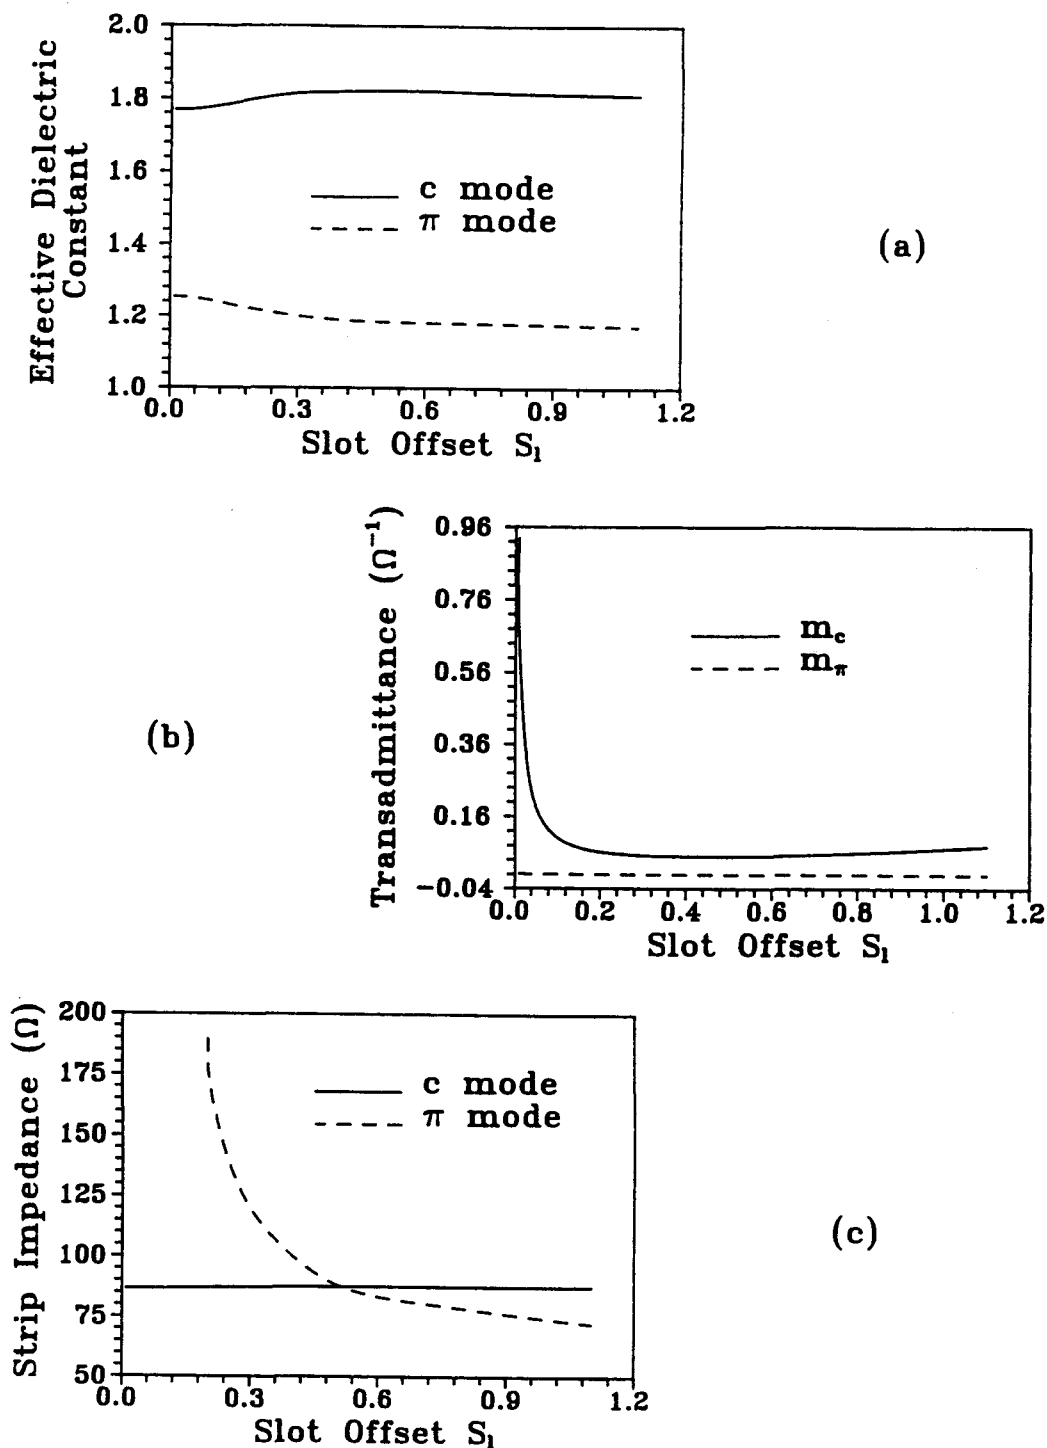 2.0
1.8
1.6
1.4
1.2
1.0
Effective Dielectric
Constant
c mode
π mode
0.0 0.3 0.6 0.9 1.2
Slot Offset S₁
(a)
0.96
0.76
0.56
0.36
0.16
-0.04
Transadmittance (Ω⁻¹)
m_c
m_π
0.0 0.2 0.4 0.6 0.8 1.0 1.2
Slot Offset S₁
(b)
200
175
150
125
100
75
50
Strip Impedance (Ω)
c mode
π mode
0.0 0.3 0.6 0.9 1.2
Slot Offset S₁
(c)